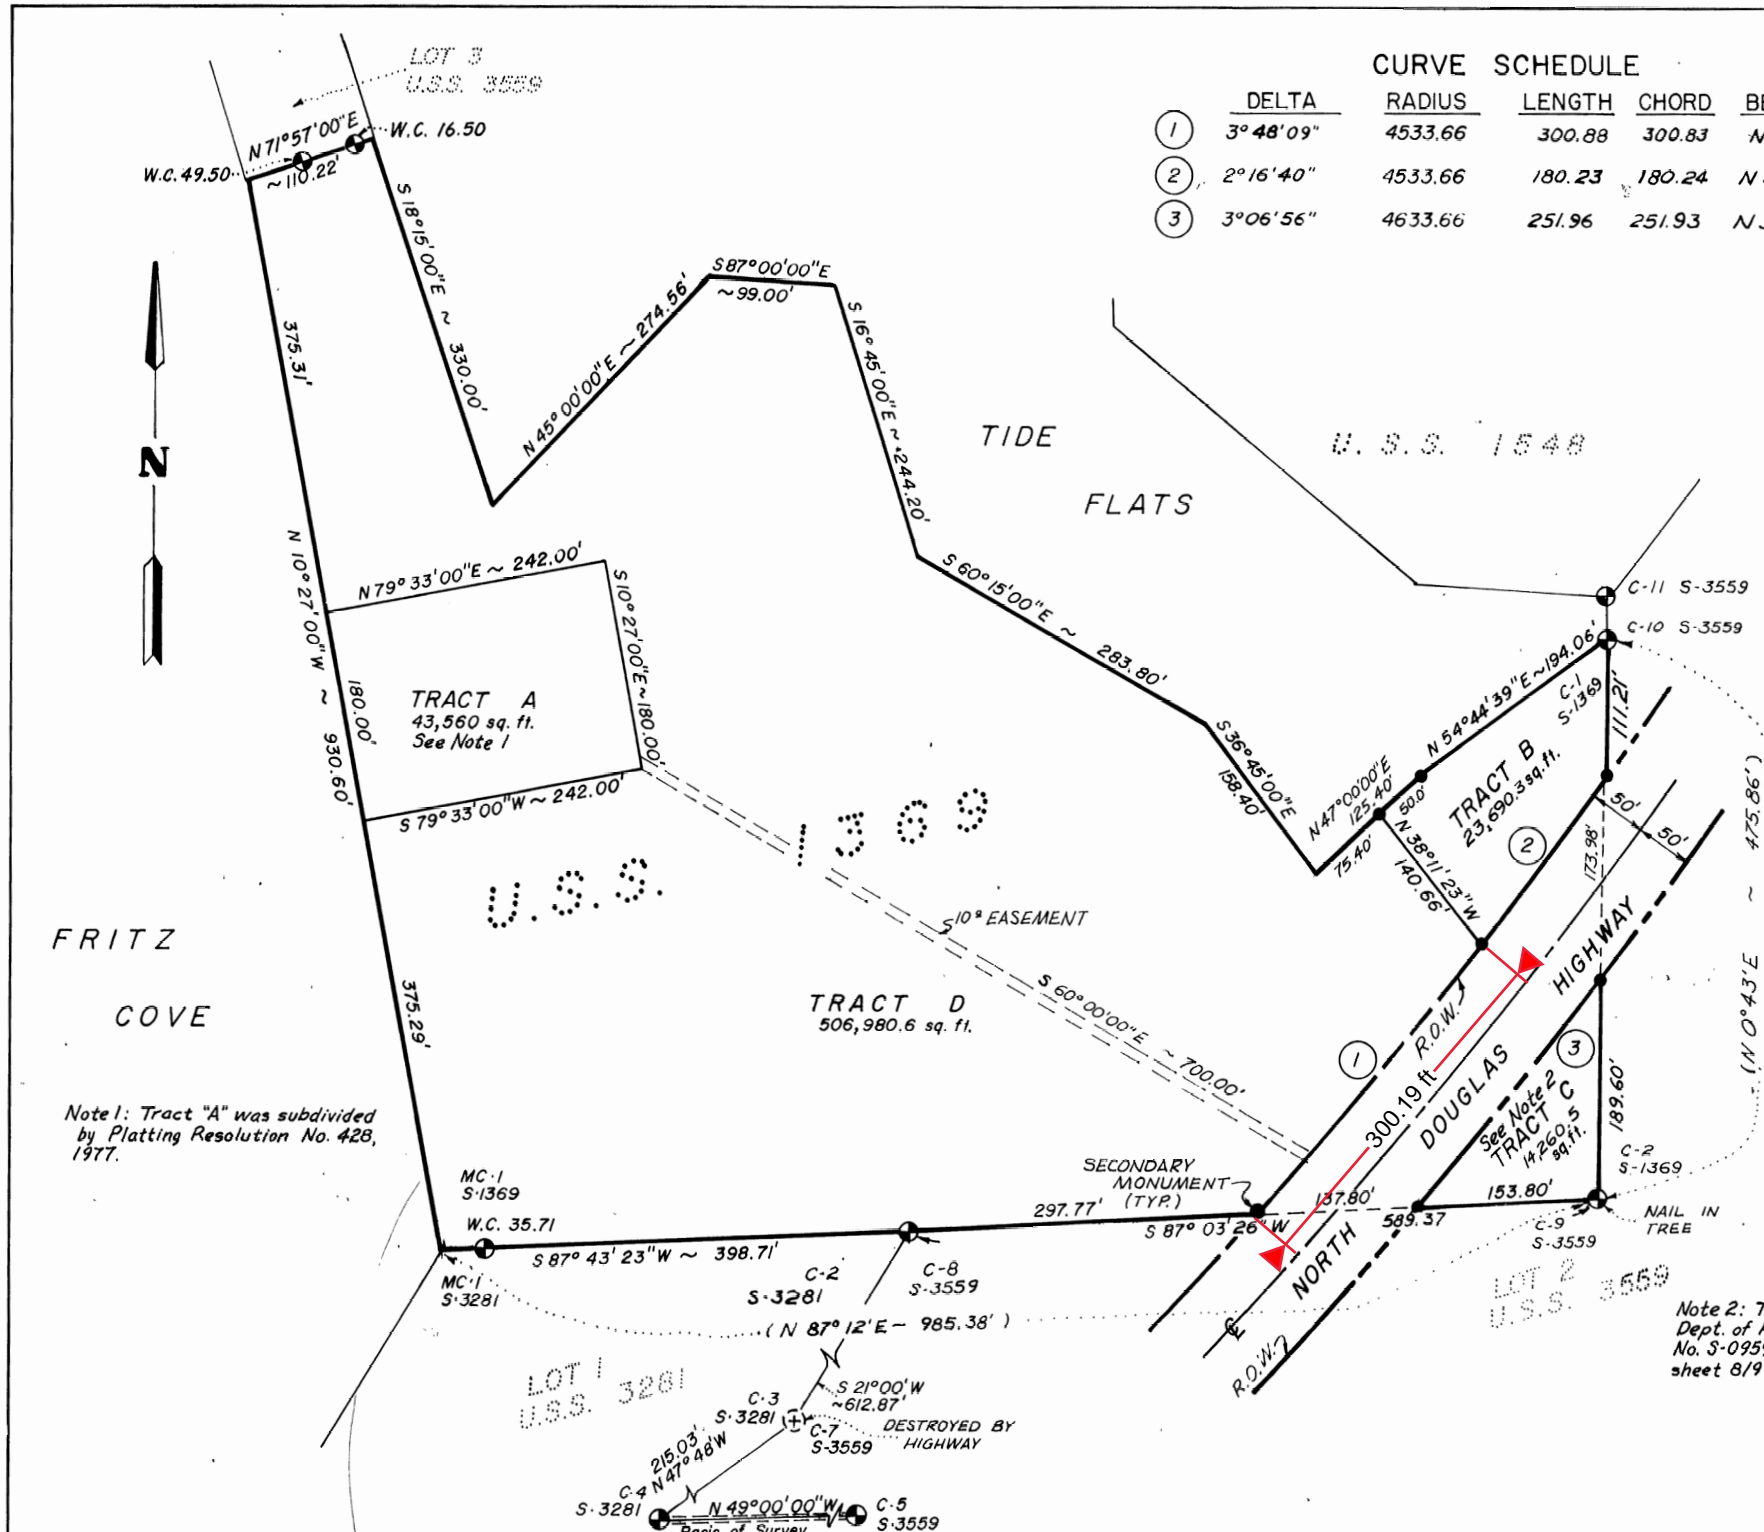 LOT 3
U.S.S. 3559
N 71°57'00"E
W.C. 16.50
W.C. 49.50
~110.22'
CURVE SCHEDULE
DELTA RADIUS LENGTH CHORD
1 3°48'09" 4533.66 300.88 300.83 N
2 2°16'40" 4533.66 180.23 180.24 N
3 3°06'56" 4633.66 251.96 251.93 N
S 18°15'00"E ~ 330.00'
N 45°00'00"E ~ 274.56'
S 87°00'00"E
~99.00'
S 16°45'00"E ~ 244.20'
375.31'
N
TIDE
FLATS
U.S.S. 1548
N 10°27'00"W ~ 930.60'
N 79°33'00"E ~ 242.00'
S 10°27'00"E ~ 180.00'
180.00'
TRACT A
43,560 sq. ft.
See Note 1
S 79°33'00"W ~ 242.00'
S 60°15'00"E ~ 283.80'
C-11 S-3559
C-10 S-3559
S 36°45'00"E
158.40'
N 47°00'00"E
125.40'
50.0'
75.40'
N 54°44'39"E ~ 194.06'
C-1
S-1369
111.21'
TRACT B
23,690.3 sq. ft.
N 38°11'23"W
140.66'
2
50'
50'
173.98'
(N 0°43'E ~ 475.86')
U.S.S. 1369
S 10° EASEMENT
S 60°00'00"E ~ 700.00'
FRITZ
COVE
375.29'
TRACT D
506,980.6 sq. ft.
R.O.W.
1
300.19 ft
NORTH DOUGLAS HIGHWAY
3
See Note 2
TRACT C
14,260.5
sq. ft.
189.60'
C-2
S-1369
Note 1: Tract "A" was subdivided
by Platting Resolution No. 428,
1977.
MC-1
S-1369
W.C. 35.71
SECONDARY
MONUMENT
(TYP.)
297.77'
137.80'
153.80'
S 87°03'26"W
589.37
NAIL IN
TREE
C-9
S-3559
S 87°43'23"W ~ 398.71'
MC-1
S-3281
C-2
S-3281
C-8
S-3559
(N 87°12'E ~ 985.38')
LOT 2
U.S.S. 3559
R.O.W.
Note 2: T
Dept. of
No. S-095
sheet 8/9
LOT 1
U.S.S. 3281
S 21°00'W
~612.87'
C-3
S-3281
C-7
S-3559
DESTROYED BY
HIGHWAY
215.03'
N 47°48'W
C-4
S-3281
N 49°00'00"W
C-5
S-3559
Basis of Survey